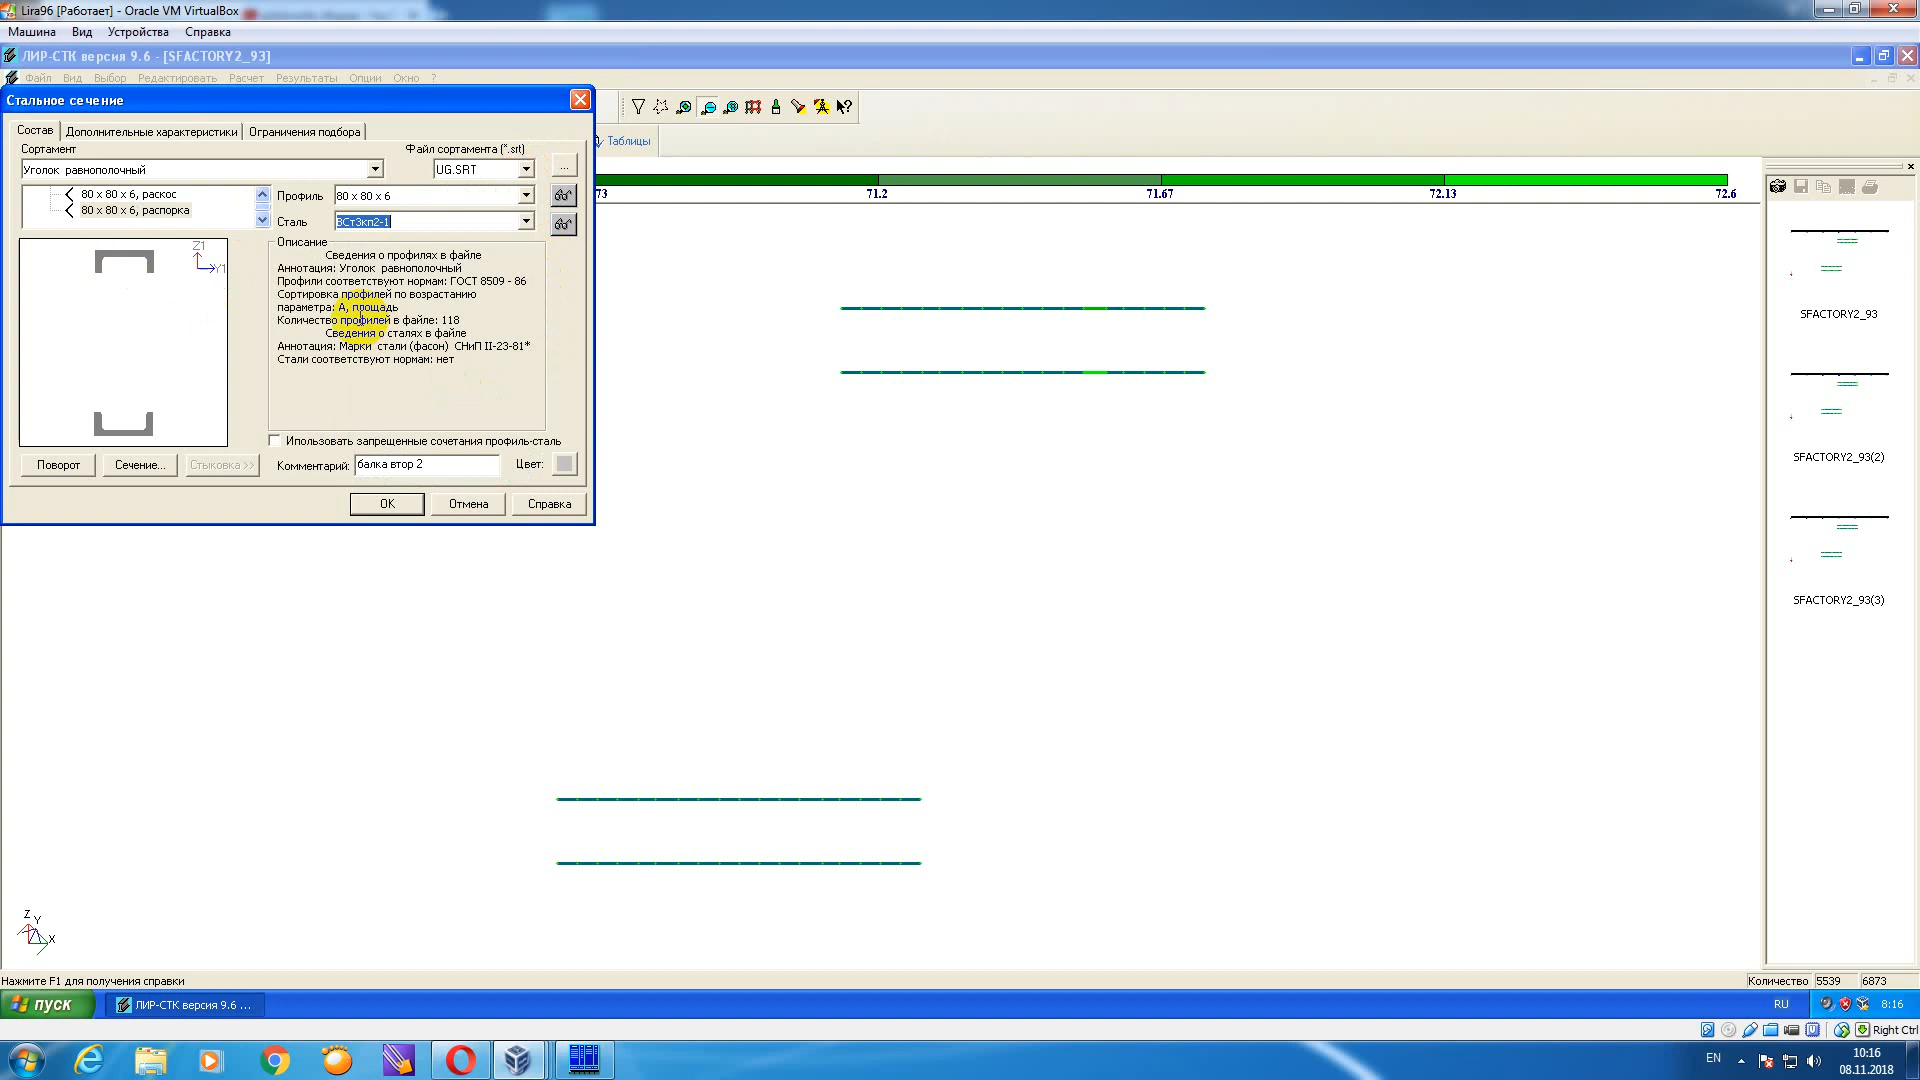 Lira96 [Работает] - Oracle VM VirtualBox
Машина Вид Устройства Справка
ЛИР-СТК версия 9.6 - [SFACTORY2_93]
Файл Вид Выбор Редактировать Расчет Результаты Опции Окно ?
Стальное сечение
Состав Дополнительные характеристики Ограничения подбора
Таблицы
Сортамент Файл сортамента (*.srt)
Уголок равнополочный UG.SRT ...
80 x 80 x 6, раскос
80 x 80 x 6, распорка
Профиль 80 x 80 x 6
Сталь ВСт3кп2-1
73 71.2 71.67 72.13 72.6
Z1
Y1
Описание
Сведения о профилях в файле
Аннотация: Уголок равнополочный
Профили соответствуют нормам: ГОСТ 8509 - 86
Сортировка профилей по возрастанию
параметра: A, площадь
Количество профилей в файле: 118
Сведения о сталях в файле
Аннотация: Марки стали (фасон) СНиП II-23-81*
Стали соответствуют нормам: нет
Ипользовать запрещенные сочетания профиль-сталь
Поворот Сечение... Стыковка >> Комментарий: балка втор 2 Цвет:
OK Отмена Справка
SFACTORY2_93
SFACTORY2_93(2)
SFACTORY2_93(3)
Z
Y
X
Нажмите F1 для получения справки
Количество 5539 6873
пуск ЛИР-СТК версия 9.6 ... RU 8:16
Right Ctrl
EN 10:16
08.11.2018